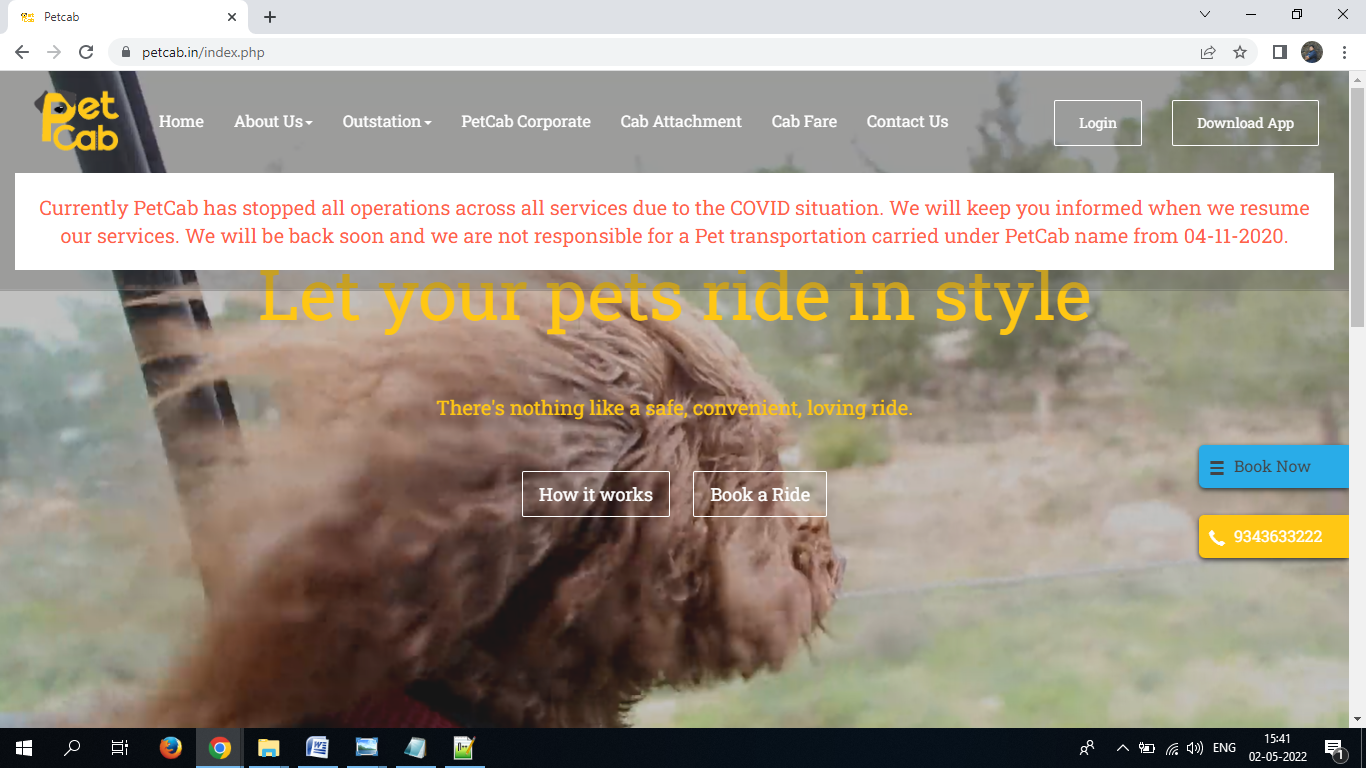 Petcab
petcab.in/index.php
Pet
Cab
Home About Us Outstation PetCab Corporate Cab Attachment Cab Fare Contact Us Login Download App
Currently PetCab has stopped all operations across all services due to the COVID situation. We will keep you informed when we resume
our services. We will be back soon and we are not responsible for a Pet transportation carried under PetCab name from 04-11-2020.
Let your pets ride in style
There's nothing like a safe, convenient, loving ride.
Book Now
How it works Book a Ride
9343633222
ENG
15:41
02-05-2022
1